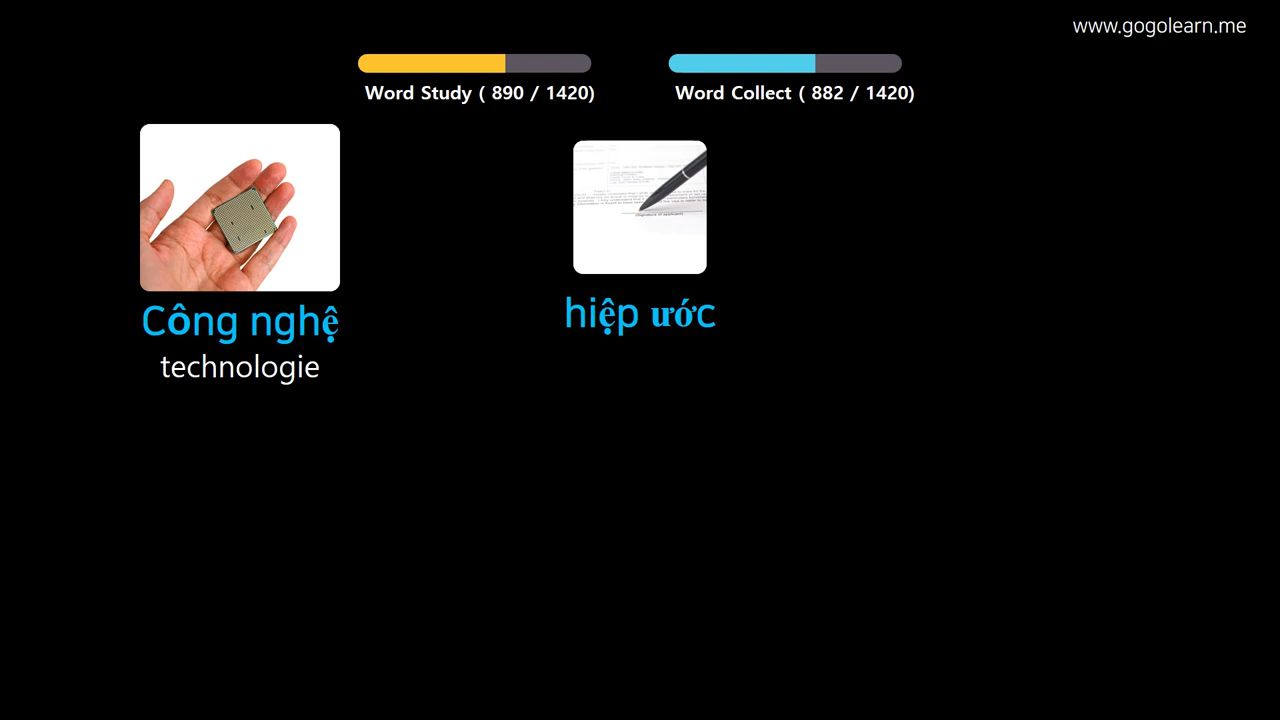 www.gogolearn.me
Word Study ( 890 / 1420)
Word Collect ( 882 / 1420)
Công nghệ
technologie
hiệp ước